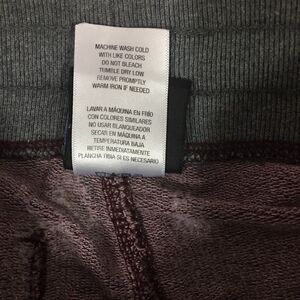 MACHINE WASH COLD
WITH LIKE COLORS
DO NOT BLEACH
TUMBLE DRY LOW
REMOVE PROMPTLY
WARM IRON IF NEEDED
LAVAR A MÁQUINA EN FRÍO
CON COLORES SIMILARES
NO USAR BLANQUEADOR
SECAR EN MÁQUINA A
TEMPERATURA BAJA
RETIRE INMEDIATAMENTE
PLANCHA TIBIA SI ES NECESARIO